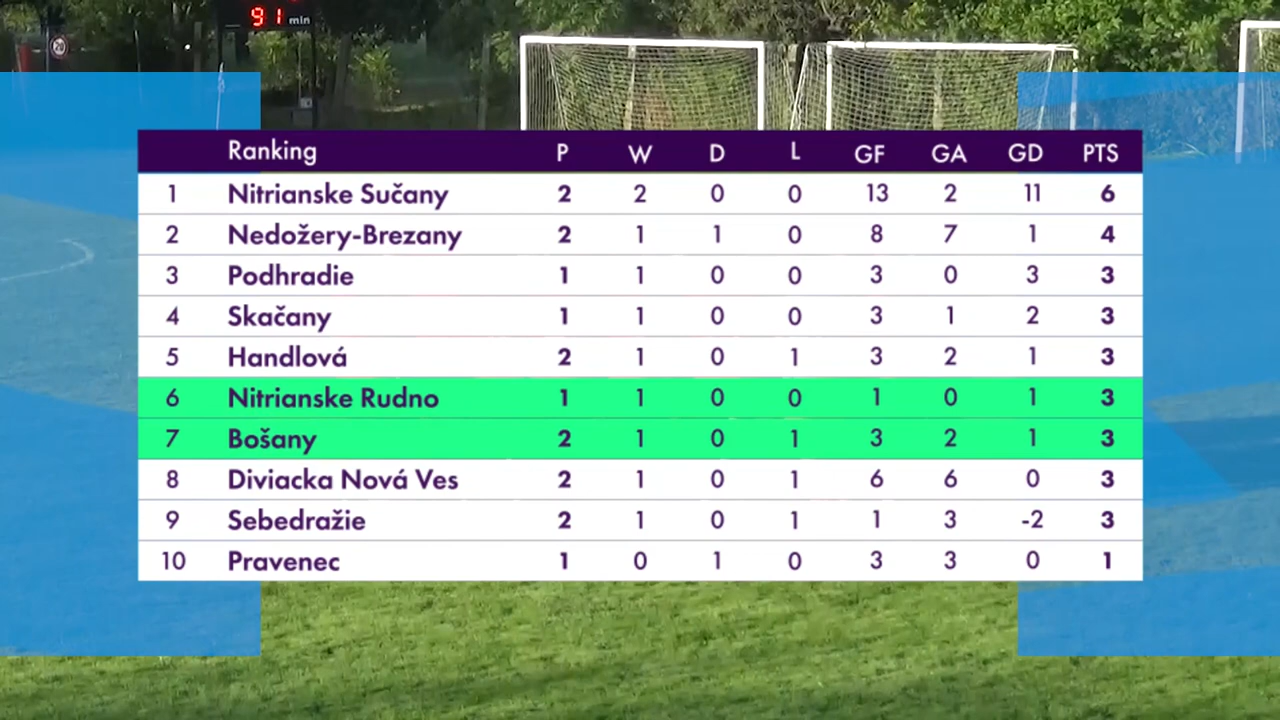 91 min
20
Ranking P W D L GF GA GD PTS
1 Nitrianske Sučany 2 2 0 0 13 2 11 6
2 Nedožery-Brezany 2 1 1 0 8 7 1 4
3 Podhradie 1 1 0 0 3 0 3 3
4 Skačany 1 1 0 0 3 1 2 3
5 Handlová 2 1 0 1 3 2 1 3
6 Nitrianske Rudno 1 1 0 0 1 0 1 3
7 Bošany 2 1 0 1 3 2 1 3
8 Diviacka Nová Ves 2 1 0 1 6 6 0 3
9 Sebedražie 2 1 0 1 1 3 -2 3
10 Pravenec 1 0 1 0 3 3 0 1